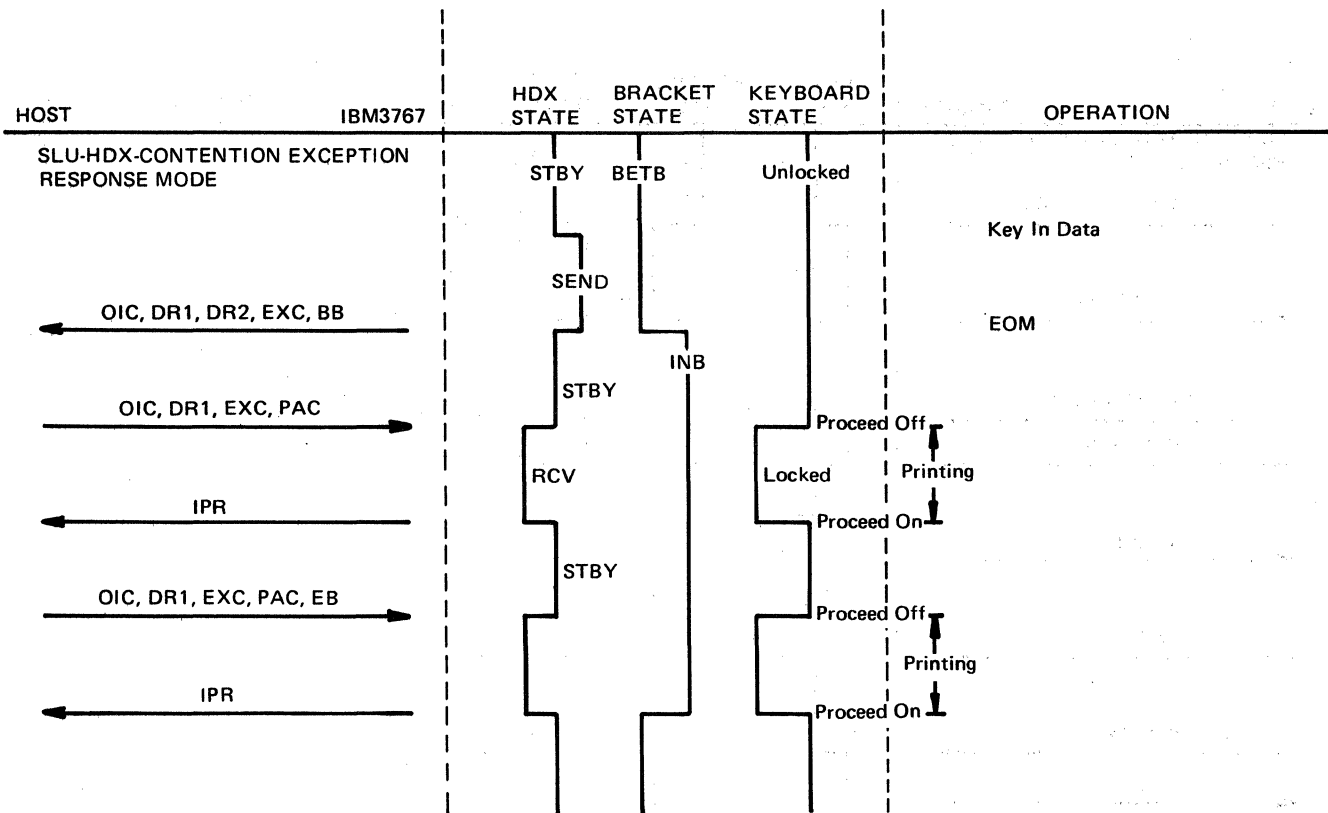 HDX BRACKET KEYBOARD
HOST IBM3767 STATE STATE STATE OPERATION
SLU-HDX-CONTENTION EXCEPTION
RESPONSE MODE
STBY BETB Unlocked
Key In Data
SEND
OIC, DR1, DR2, EXC, BB
EOM
INB
STBY
OIC, DR1, EXC, PAC
Proceed Off
RCV Locked Printing
IPR
Proceed On
STBY
OIC, DR1, EXC, PAC, EB
Proceed Off
Printing
IPR
Proceed On